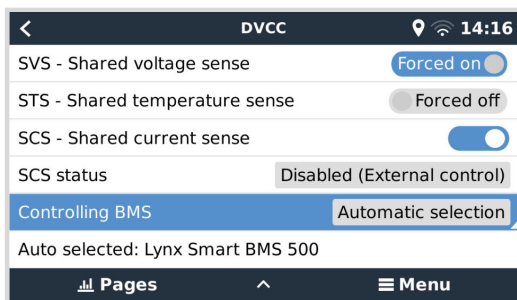 DVCC 14:16
SVS - Shared voltage sense Forced on
STS - Shared temperature sense Forced off
SCS - Shared current sense
SCS status Disabled (External control)
Controlling BMS Automatic selection
Auto selected: Lynx Smart BMS 500
Pages Menu